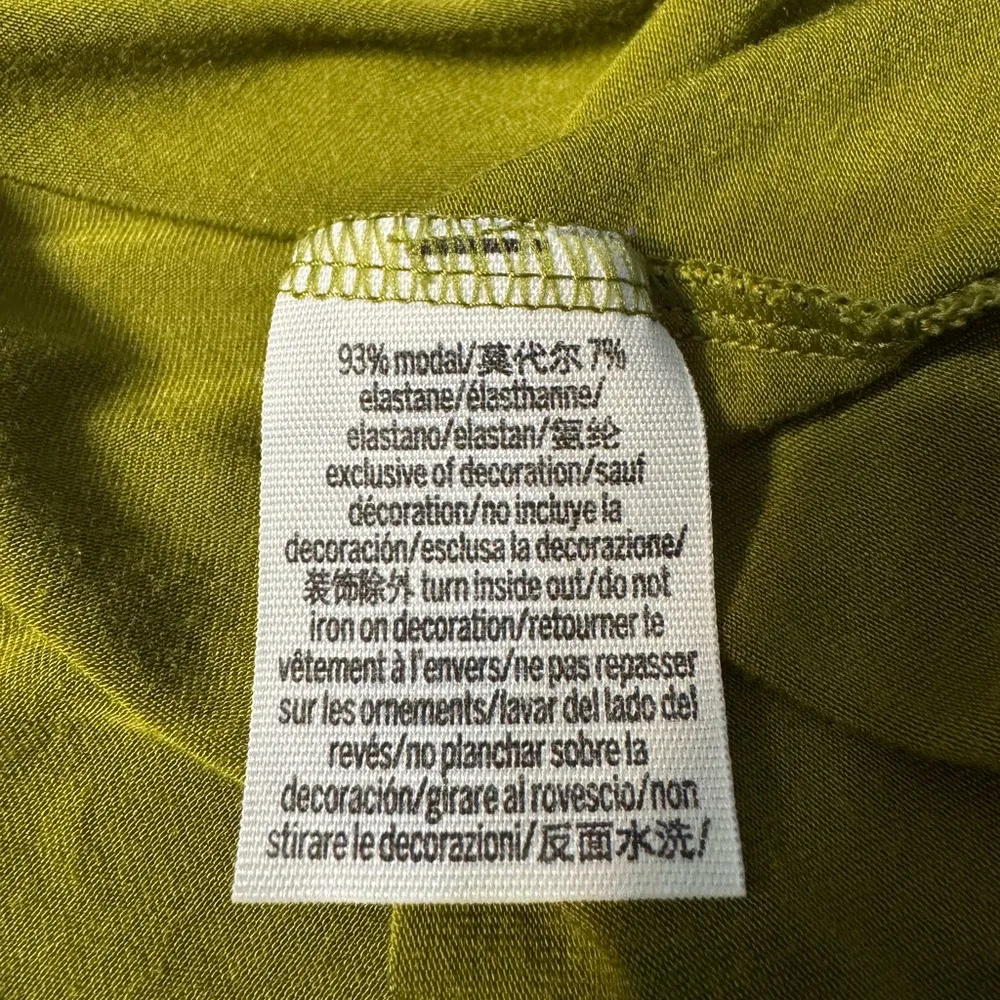 93% modal/莫代尔 7%
elastane/élasthanne/
elastano/elastan/氨纶
exclusive of decoration/sauf
décoration/no incluye la
decoración/esclusa la decorazione/
装饰除外 turn inside out/do not
iron on decoration/retourner le
vêtement à l'envers/ne pas repasser
sur les ornements/lavar del lado del
revés/no planchar sobre la
decoración/girare al rovescio/non
stirare le decorazioni/反面水洗/